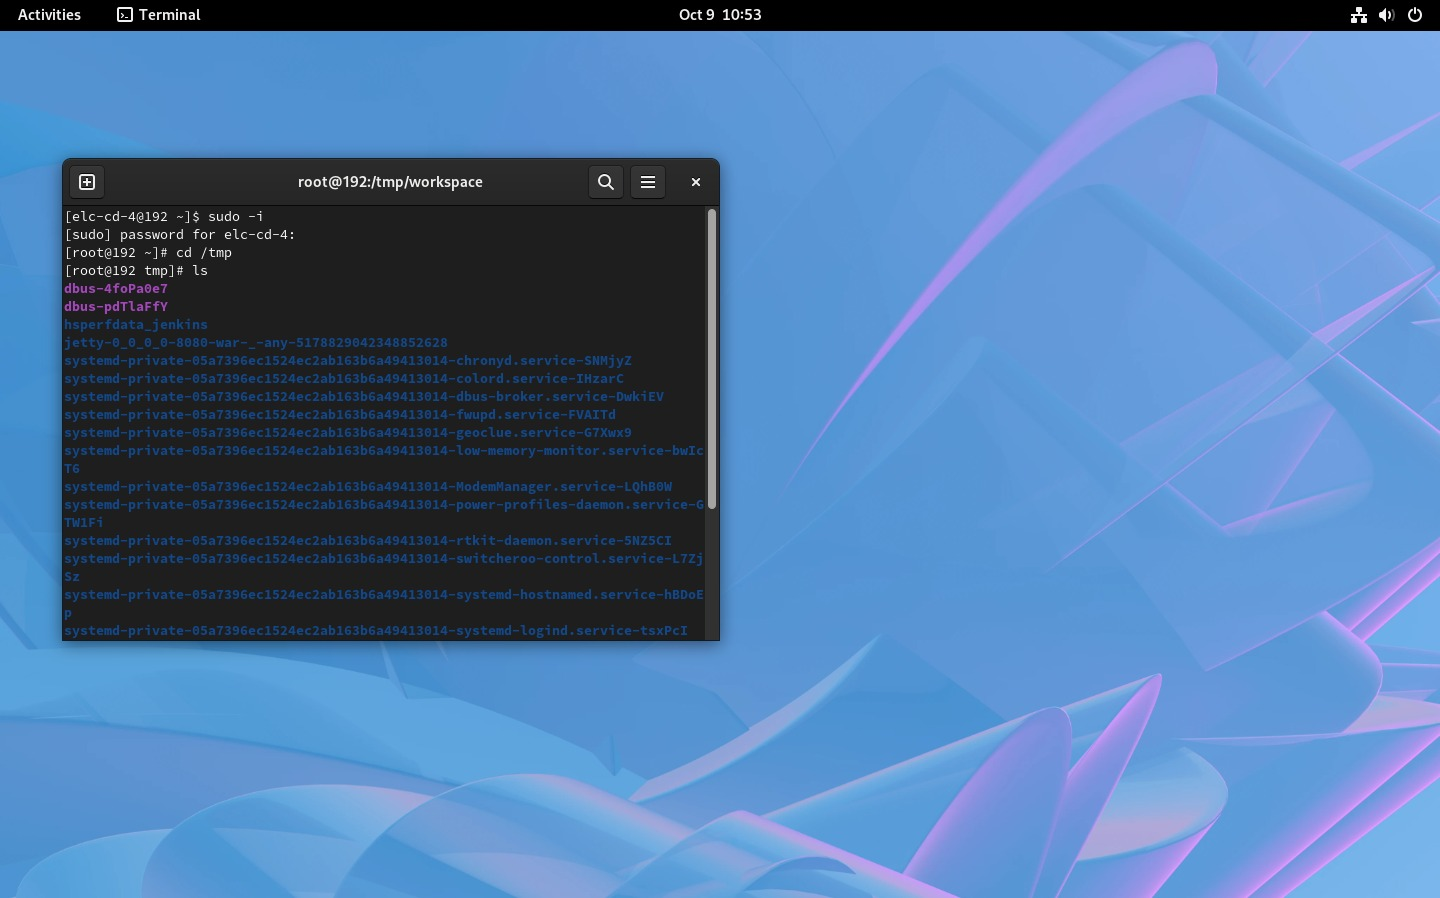 Activities
Terminal
Oct 9 10:53
root@192:/tmp/workspace
[elc-cd-4@192 ~]$ sudo -i
[sudo] password for elc-cd-4:
[root@192 ~]# cd /tmp
[root@192 tmp]# ls
dbus-4foPa0e7
dbus-pdTlaFfY
hsperfdata_jenkins
jetty-0_0_0_0-8080-war-_-any-5178829042348852628
systemd-private-05a7396ec1524ec2ab163b6a49413014-chronyd.service-SNMjyZ
systemd-private-05a7396ec1524ec2ab163b6a49413014-colord.service-IHzarC
systemd-private-05a7396ec1524ec2ab163b6a49413014-dbus-broker.service-DwkiEV
systemd-private-05a7396ec1524ec2ab163b6a49413014-fwupd.service-FVAITd
systemd-private-05a7396ec1524ec2ab163b6a49413014-geoclue.service-G7Xwx9
systemd-private-05a7396ec1524ec2ab163b6a49413014-low-memory-monitor.service-bwIc
T6
systemd-private-05a7396ec1524ec2ab163b6a49413014-ModemManager.service-LQhB0W
systemd-private-05a7396ec1524ec2ab163b6a49413014-power-profiles-daemon.service-G
TW1Fi
systemd-private-05a7396ec1524ec2ab163b6a49413014-rtkit-daemon.service-5NZ5CI
systemd-private-05a7396ec1524ec2ab163b6a49413014-switcheroo-control.service-L7Zj
Sz
systemd-private-05a7396ec1524ec2ab163b6a49413014-systemd-hostnamed.service-hBDoE
p
systemd-private-05a7396ec1524ec2ab163b6a49413014-systemd-logind.service-tsxPcI